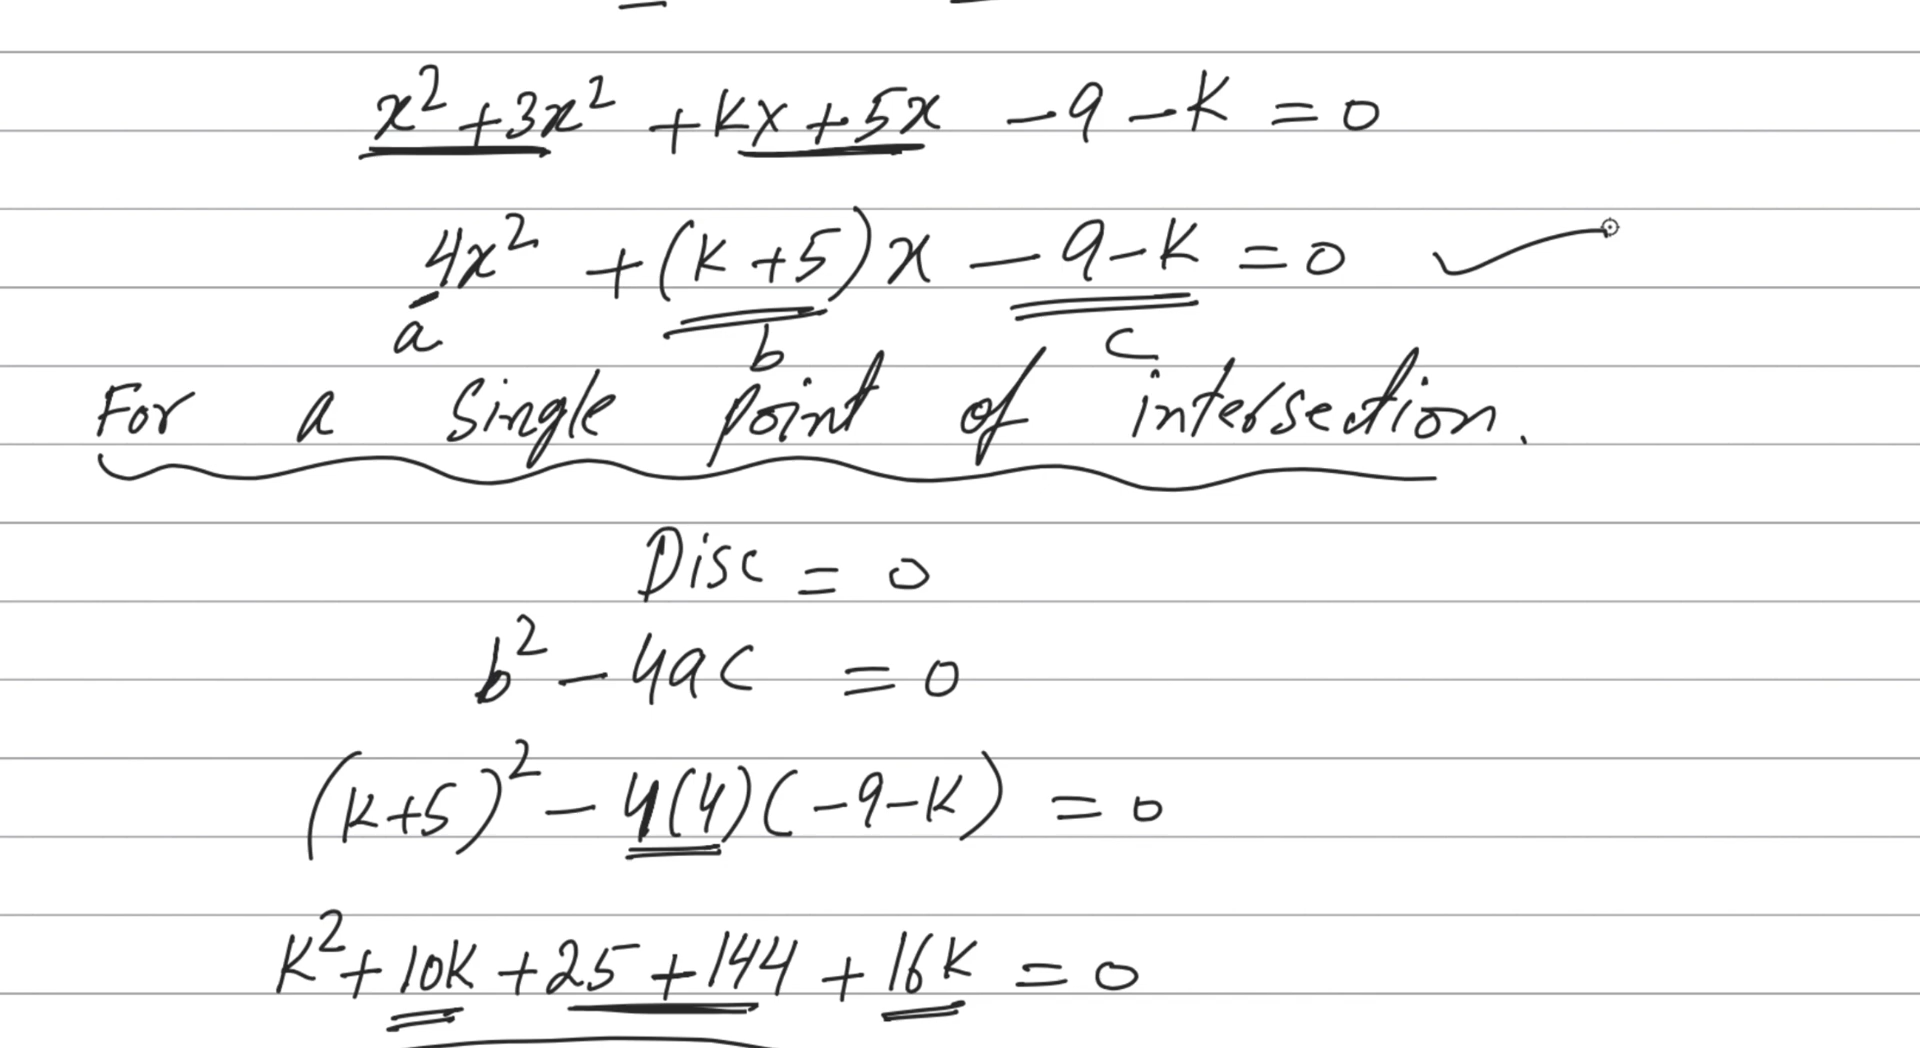 x² + 3x² + kx + 5x - 9 - k = 0
4x² + (k + 5)x - 9 - k = 0
a b c
For a single point of intersection.
Disc = 0
b² - 4ac = 0
(k+5)² - 4(4)(-9-k) = 0
k² + 10k + 25 + 144 + 16k = 0